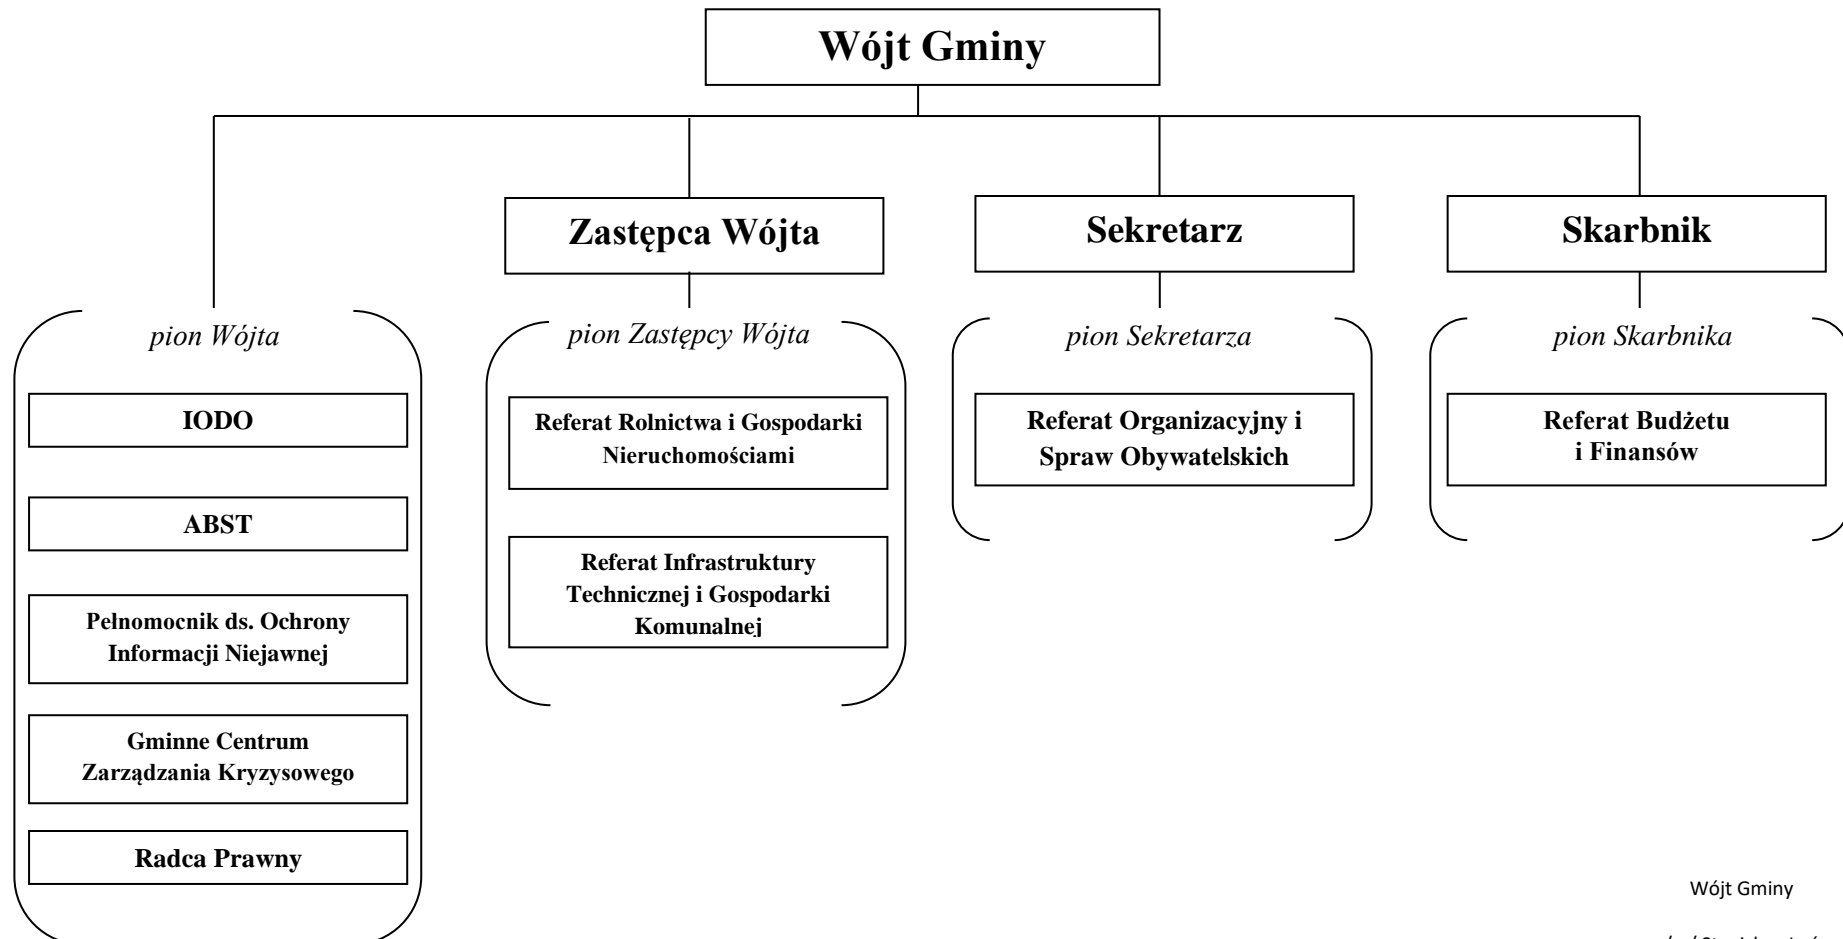 Wójt Gminy
Zastępca Wójta
Sekretarz
Skarbnik
pion Wójta
IODO
ABST
Pełnomocnik ds. Ochrony
Informacji Niejawnej
Gminne Centrum
Zarządzania Kryzysowego
Radca Prawny
pion Zastępcy Wójta
Referat Rolnictwa i Gospodarki
Nieruchomościami
Referat Infrastruktury
Technicznej i Gospodarki
Komunalnej
pion Sekretarza
Referat Organizacyjny i
Spraw Obywatelskich
pion Skarbnika
Referat Budżetu
i Finansów
Wójt Gminy